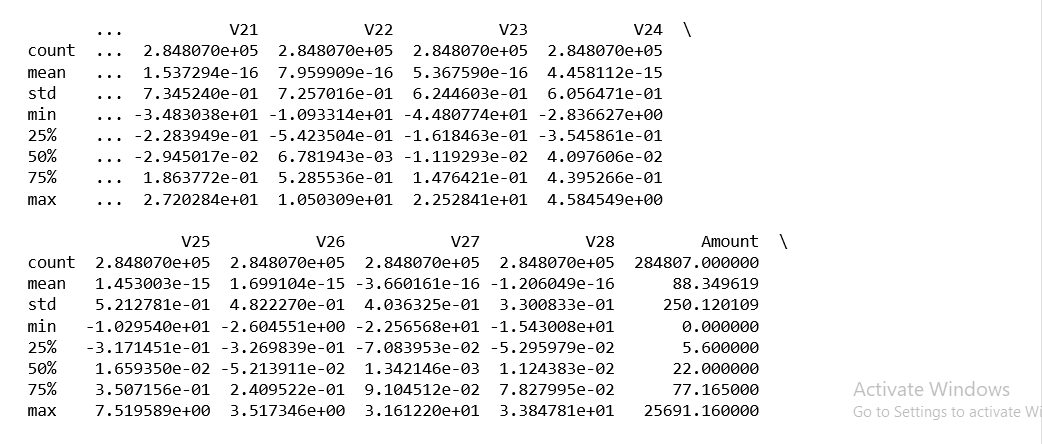 ... V21 V22 V23 V24 \
count ... 2.848070e+05 2.848070e+05 2.848070e+05 2.848070e+05
mean ... 1.537294e-16 7.959909e-16 5.367590e-16 4.458112e-15
std ... 7.345240e-01 7.257016e-01 6.244603e-01 6.056471e-01
min ... -3.483038e+01 -1.093314e+01 -4.480774e+01 -2.836627e+00
25% ... -2.283949e-01 -5.423504e-01 -1.618463e-01 -3.545861e-01
50% ... -2.945017e-02 6.781943e-03 -1.119293e-02 4.097606e-02
75% ... 1.863772e-01 5.285536e-01 1.476421e-01 4.395266e-01
max ... 2.720284e+01 1.050309e+01 2.252841e+01 4.584549e+00
V25 V26 V27 V28 Amount \
count 2.848070e+05 2.848070e+05 2.848070e+05 2.848070e+05 284807.000000
mean 1.453003e-15 1.699104e-15 -3.660161e-16 -1.206049e-16 88.349619
std 5.212781e-01 4.822270e-01 4.036325e-01 3.300833e-01 250.120109
min -1.029540e+01 -2.604551e+00 -2.256568e+01 -1.543008e+01 0.000000
25% -3.171451e-01 -3.269839e-01 -7.083953e-02 -5.295979e-02 5.600000
50% 1.659350e-02 -5.213911e-02 1.342146e-03 1.124383e-02 22.000000
75% 3.507156e-01 2.409522e-01 9.104512e-02 7.827995e-02 77.165000
max 7.519589e+00 3.517346e+00 3.161220e+01 3.384781e+01 25691.160000
Activate Windows
Go to Settings to activate Wi